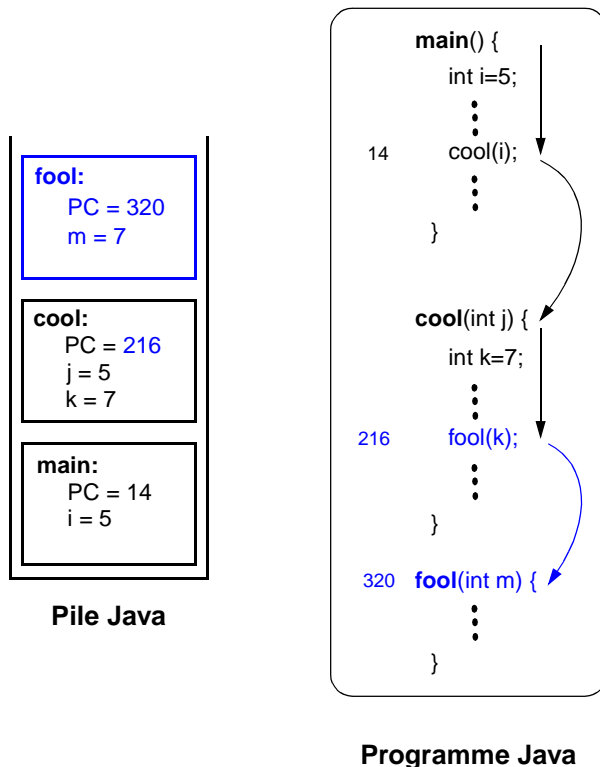 fool:
PC = 320
m = 7
cool:
PC = 216
j = 5
k = 7
main:
PC = 14
i = 5
Pile Java
main() {
int i=5;
14 cool(i);
}
cool(int j) {
int k=7;
216 fool(k);
}
320 fool(int m) {
}
Programme Java